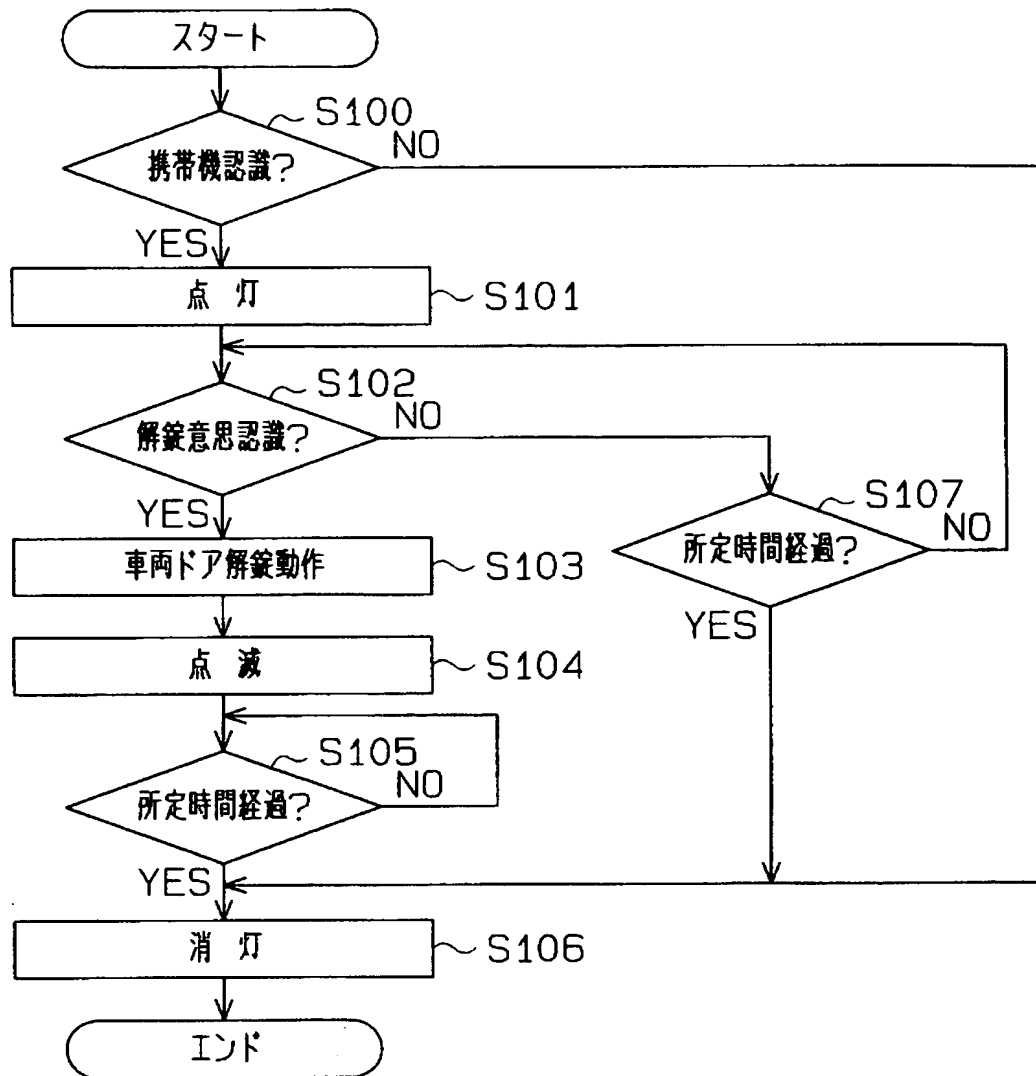 スタート
S100
携帯機認識?
NO
YES
点 灯
S101
S102
解錠意思認識?
NO
YES
S107
所定時間経過?
NO
YES
車両ドア解錠動作
S103
点 滅
S104
S105
所定時間経過?
NO
YES
消 灯
S106
エンド